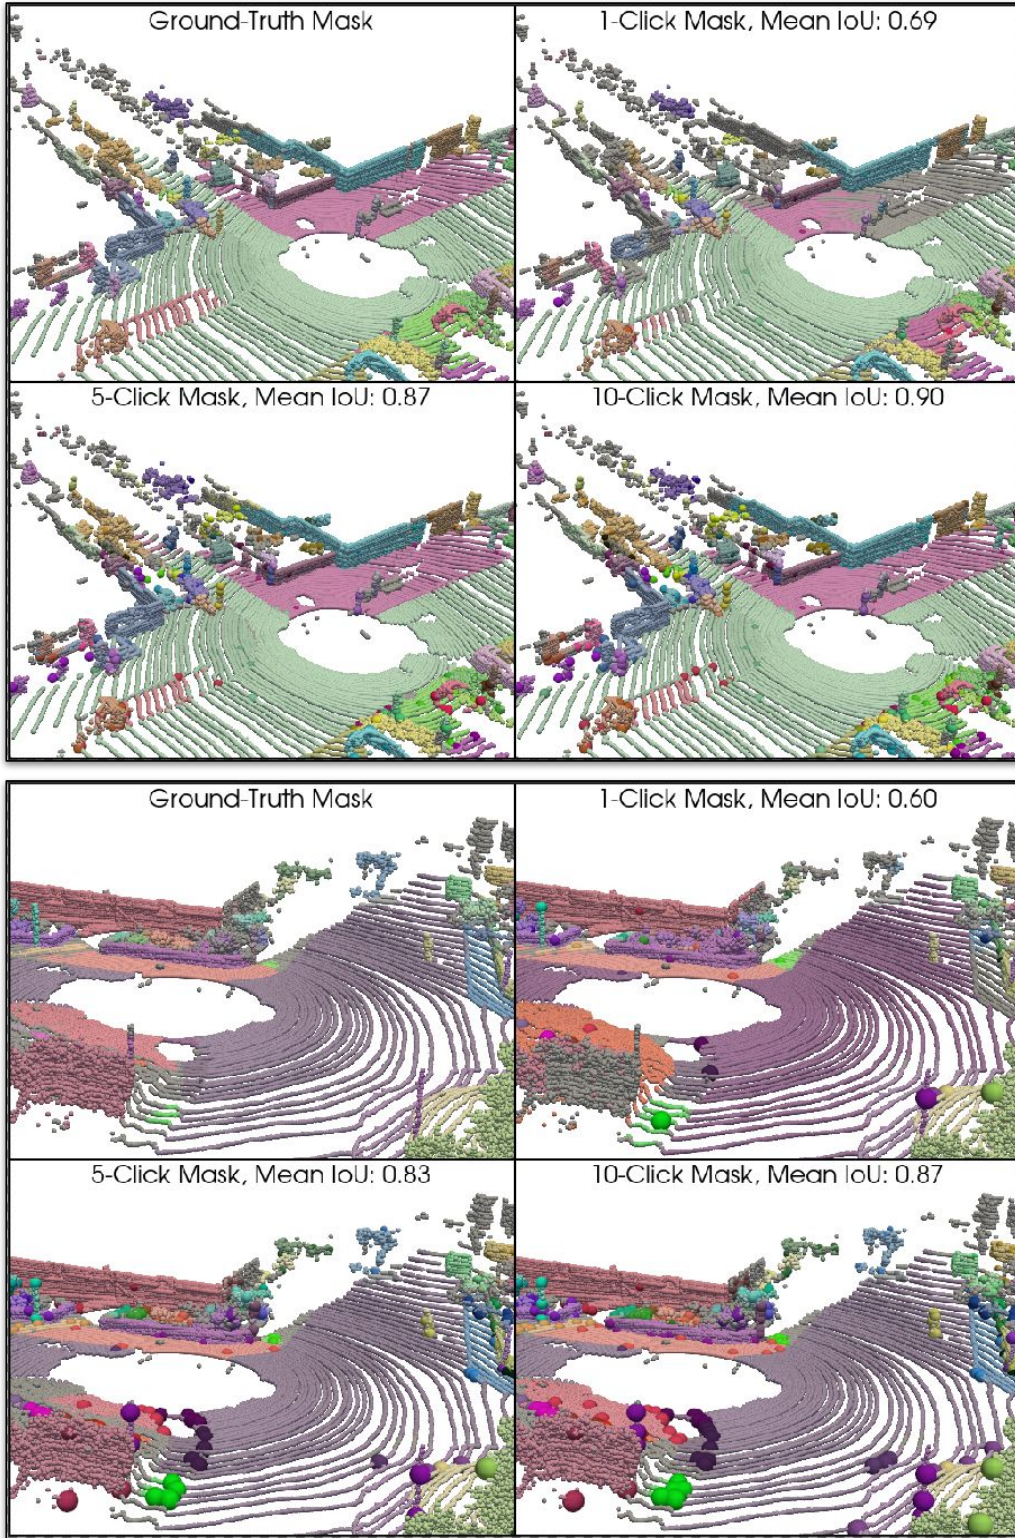 Ground-Truth Mask
1-Click Mask, Mean IoU: 0.69
5-Click Mask, Mean IoU: 0.87
10-Click Mask, Mean IoU: 0.90
Ground-Truth Mask
1-Click Mask, Mean IoU: 0.60
5-Click Mask, Mean IoU: 0.83
10-Click Mask, Mean IoU: 0.87